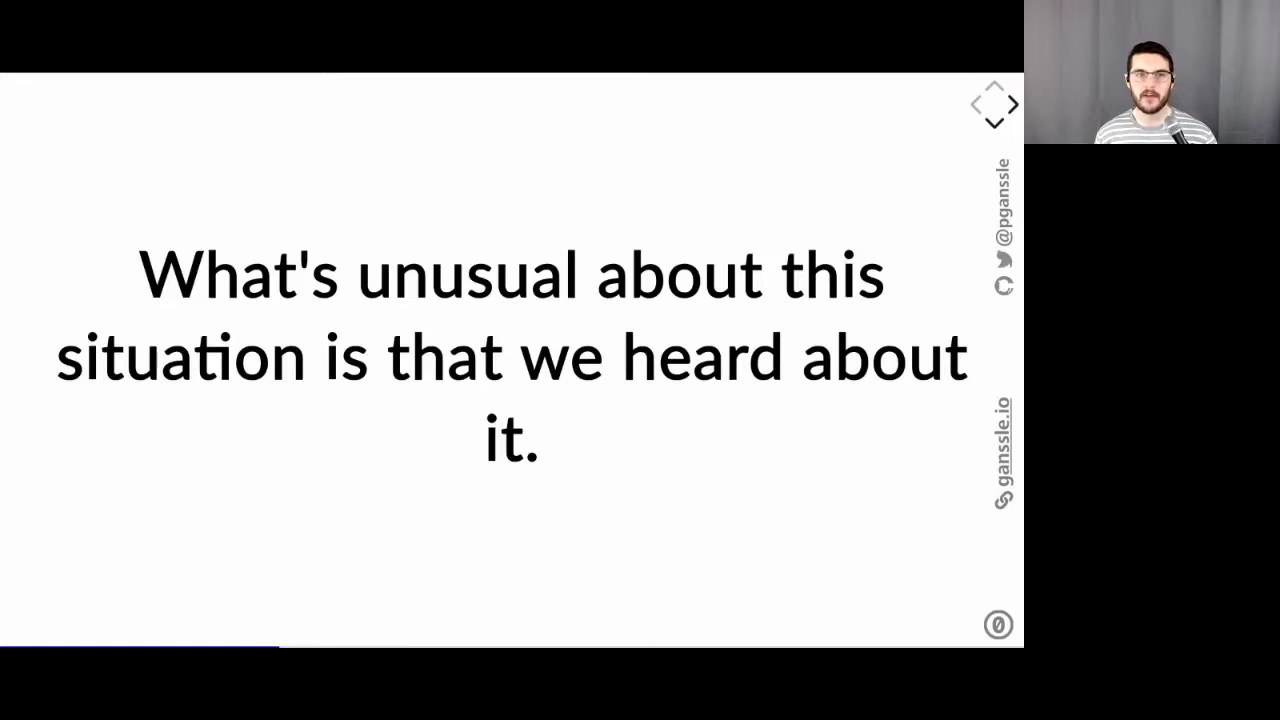 What's unusual about this
situation is that we heard about
it.
@pganssle
ganssle.io